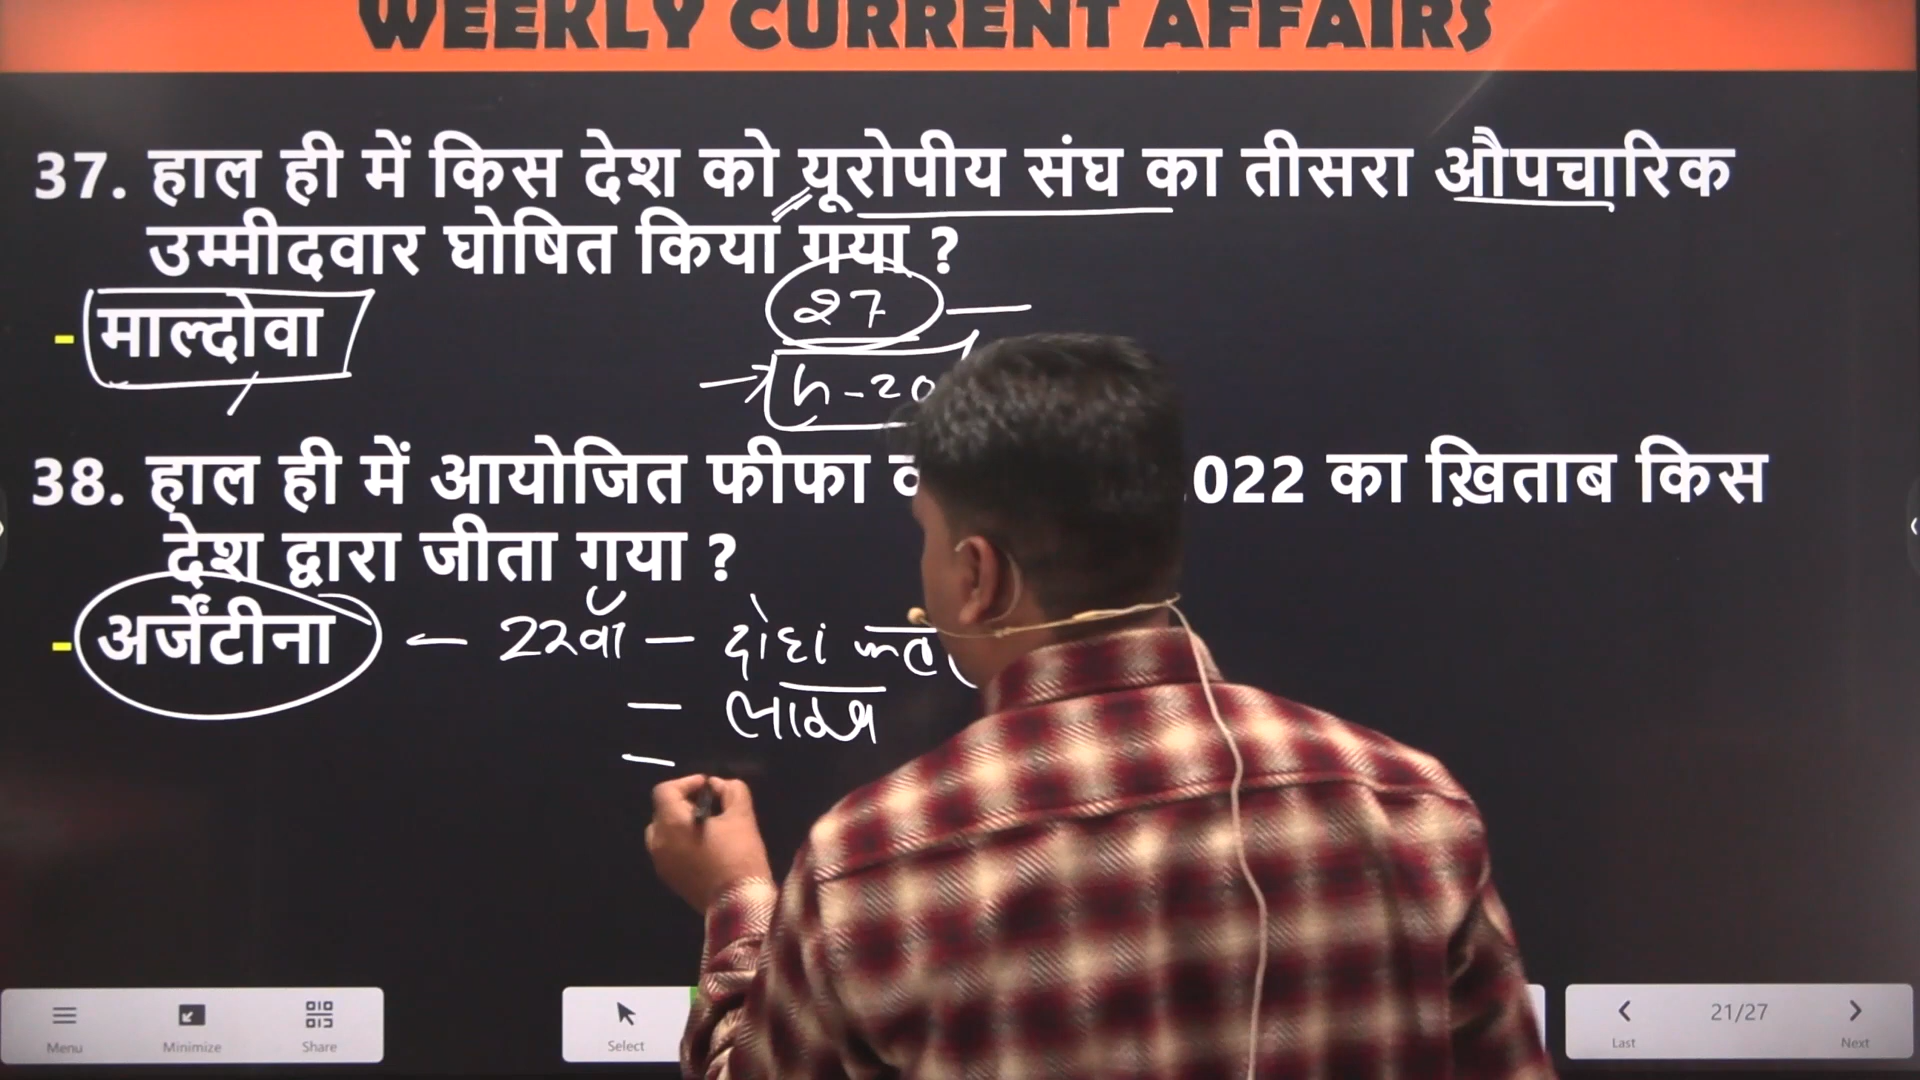 WEEKLY CURRENT AFFAIRS
37. हाल ही में किस देश को यूरोपीय संघ का तीसरा औपचारिक
उम्मीदवार घोषित किया गया ?
- माल्दोवा
27
38. हाल ही में आयोजित फीफा 022 का ख़िताब किस
देश द्वारा जीता गया ?
- अर्जेंटीना ← 22वॉ – दोहा
–
–
Menu Minimize Share Select Last 21/27 Next